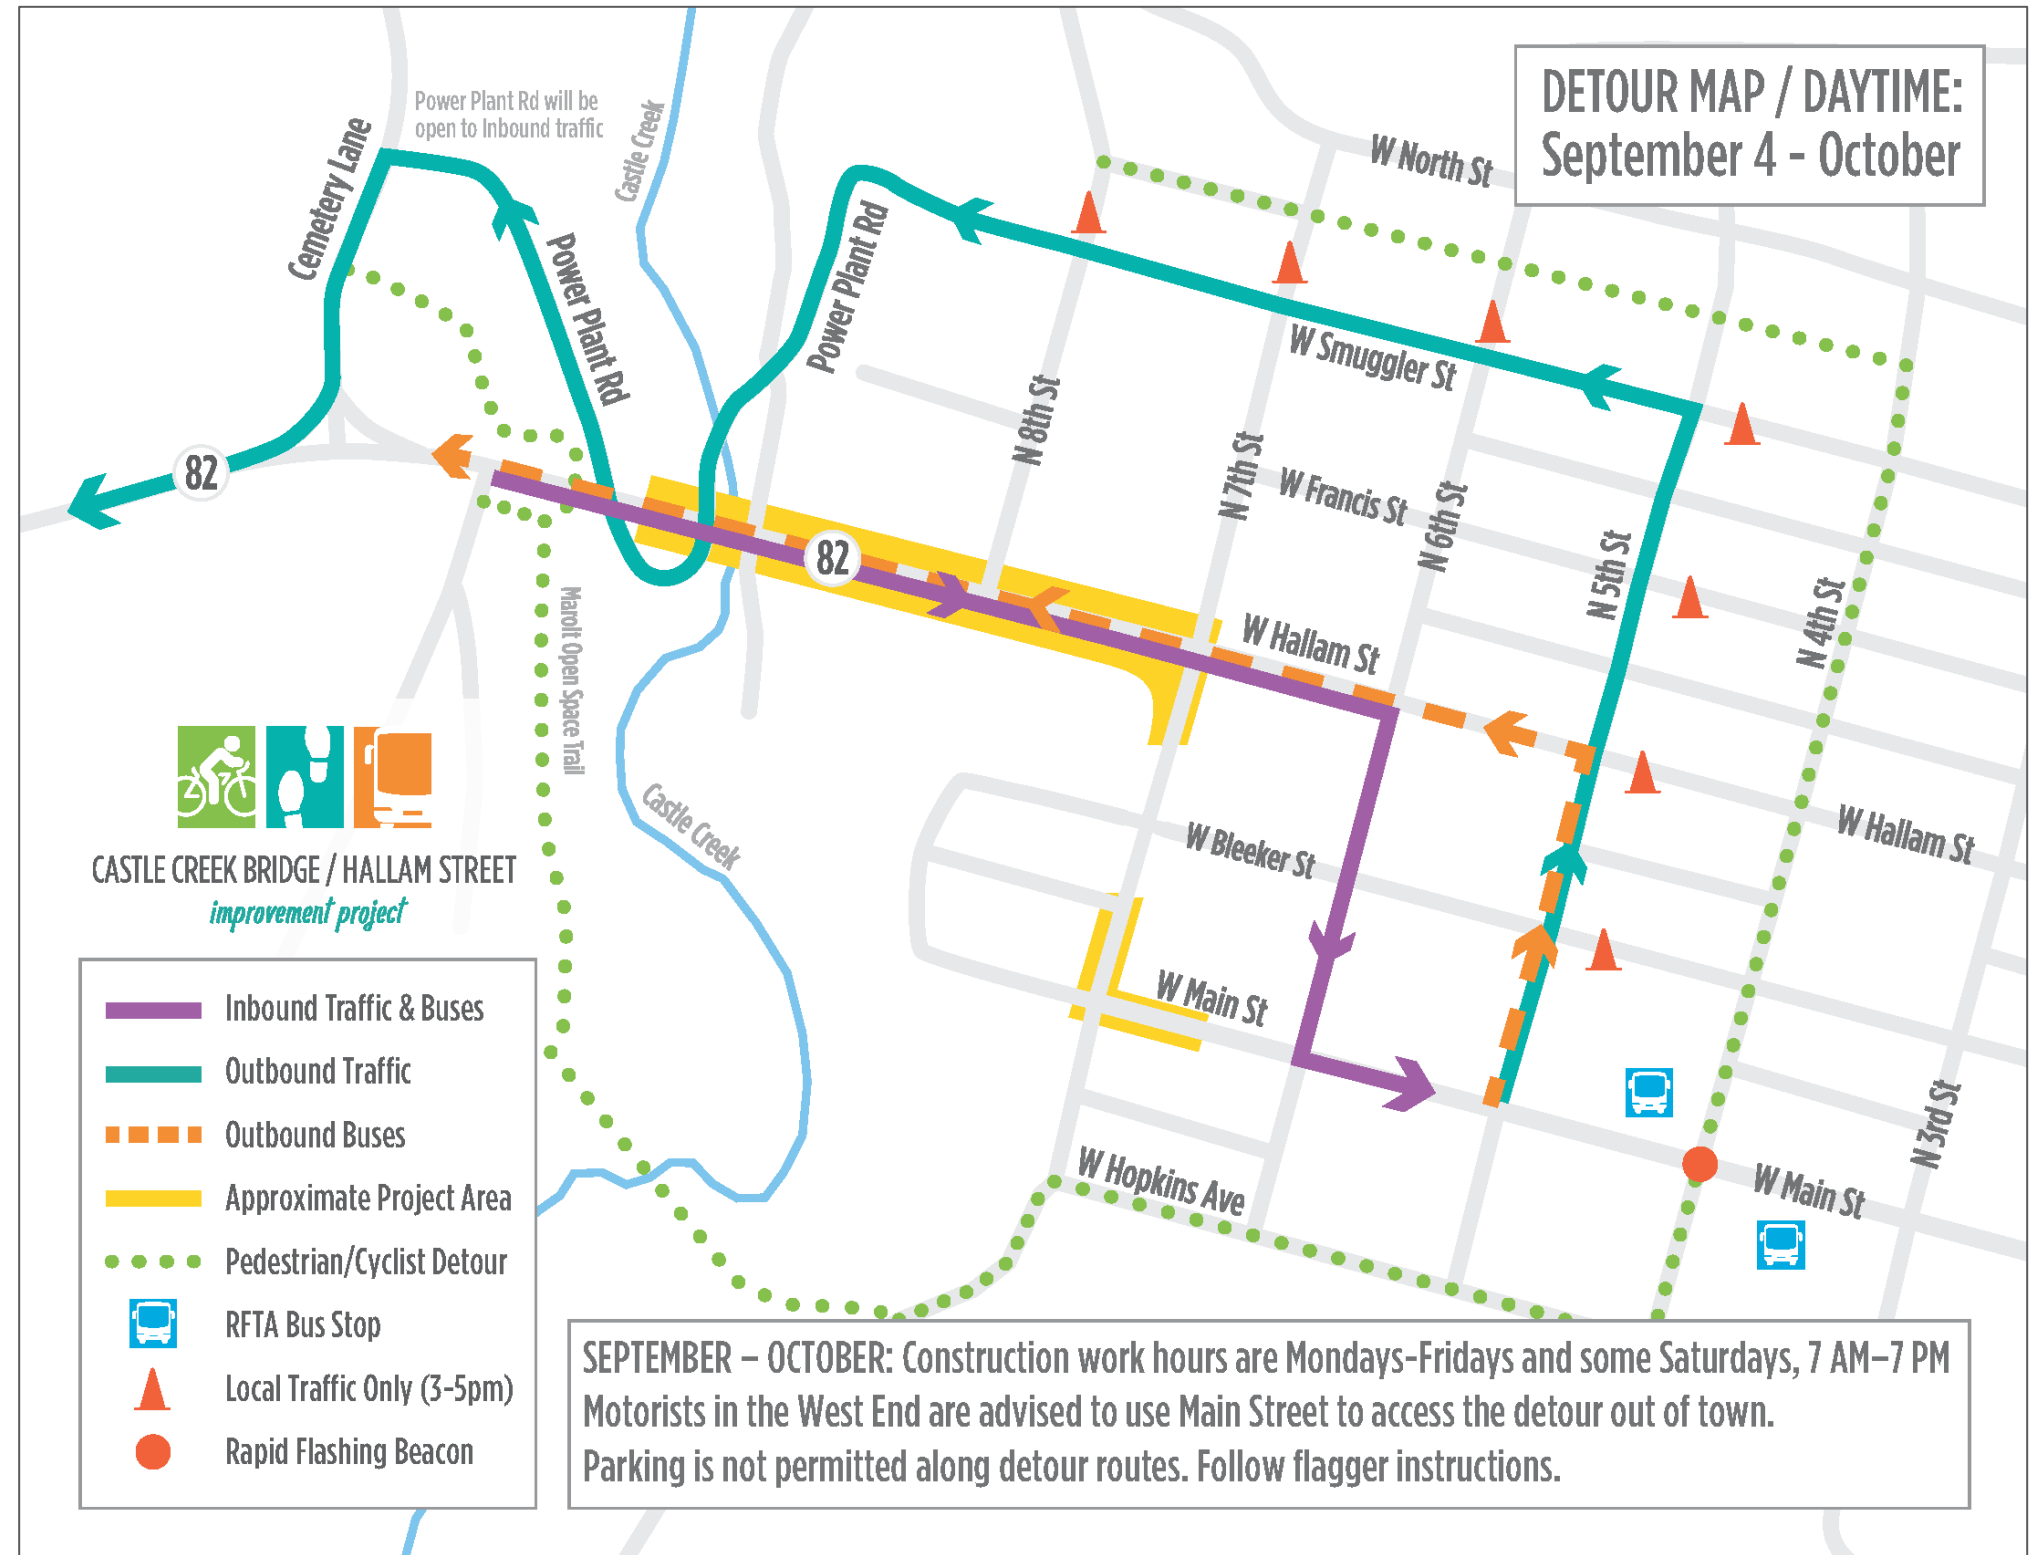 DETOUR MAP / DAYTIME:
September 4 - October
Power Plant Rd will be
open to Inbound traffic
Castle Creek
Cemetery Lane
W North St
Power Plant Rd
Power Plant Rd
W Smuggler St
N 8th St
N 7th St
W Francis St
N 6th St
82
82
N 5th St
N 4th St
Marolt Open Space Trail
W Hallam St
Castle Creek
W Bleeker St
W Hallam St
CASTLE CREEK BRIDGE / HALLAM STREET
improvement project
W Main St
N 3rd St
W Hopkins Ave
W Main St
Inbound Traffic & Buses
Outbound Traffic
Outbound Buses
Approximate Project Area
Pedestrian/Cyclist Detour
RFTA Bus Stop
Local Traffic Only (3-5pm)
Rapid Flashing Beacon
SEPTEMBER – OCTOBER: Construction work hours are Mondays-Fridays and some Saturdays, 7 AM–7 PM
Motorists in the West End are advised to use Main Street to access the detour out of town.
Parking is not permitted along detour routes. Follow flagger instructions.